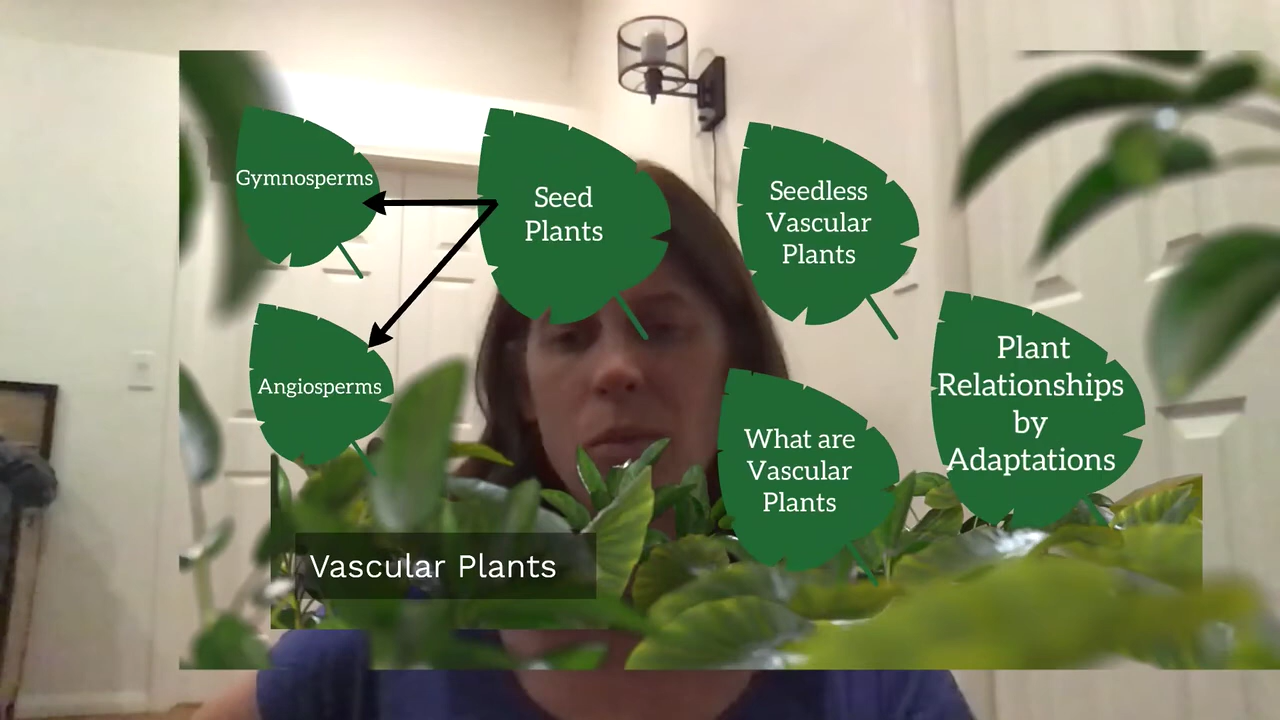 Gymnosperms
Seed
Plants
Seedless
Vascular
Plants
Angiosperms
What are
Vascular
Plants
Plant
Relationships
by
Adaptations
Vascular Plants